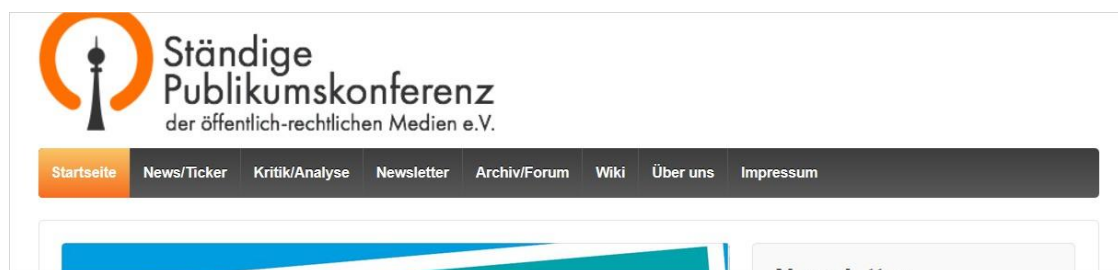 Ständige
Publikumskonferenz
der öffentlich-rechtlichen Medien e.V.
Startseite News/Ticker Kritik/Analyse Newsletter Archiv/Forum Wiki Über uns Impressum